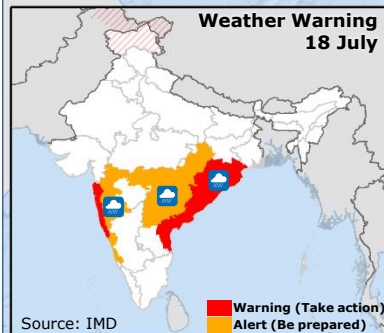 Weather Warning
18 July
Warning (Take action)
Source: IMD
Alert (Be prepared)